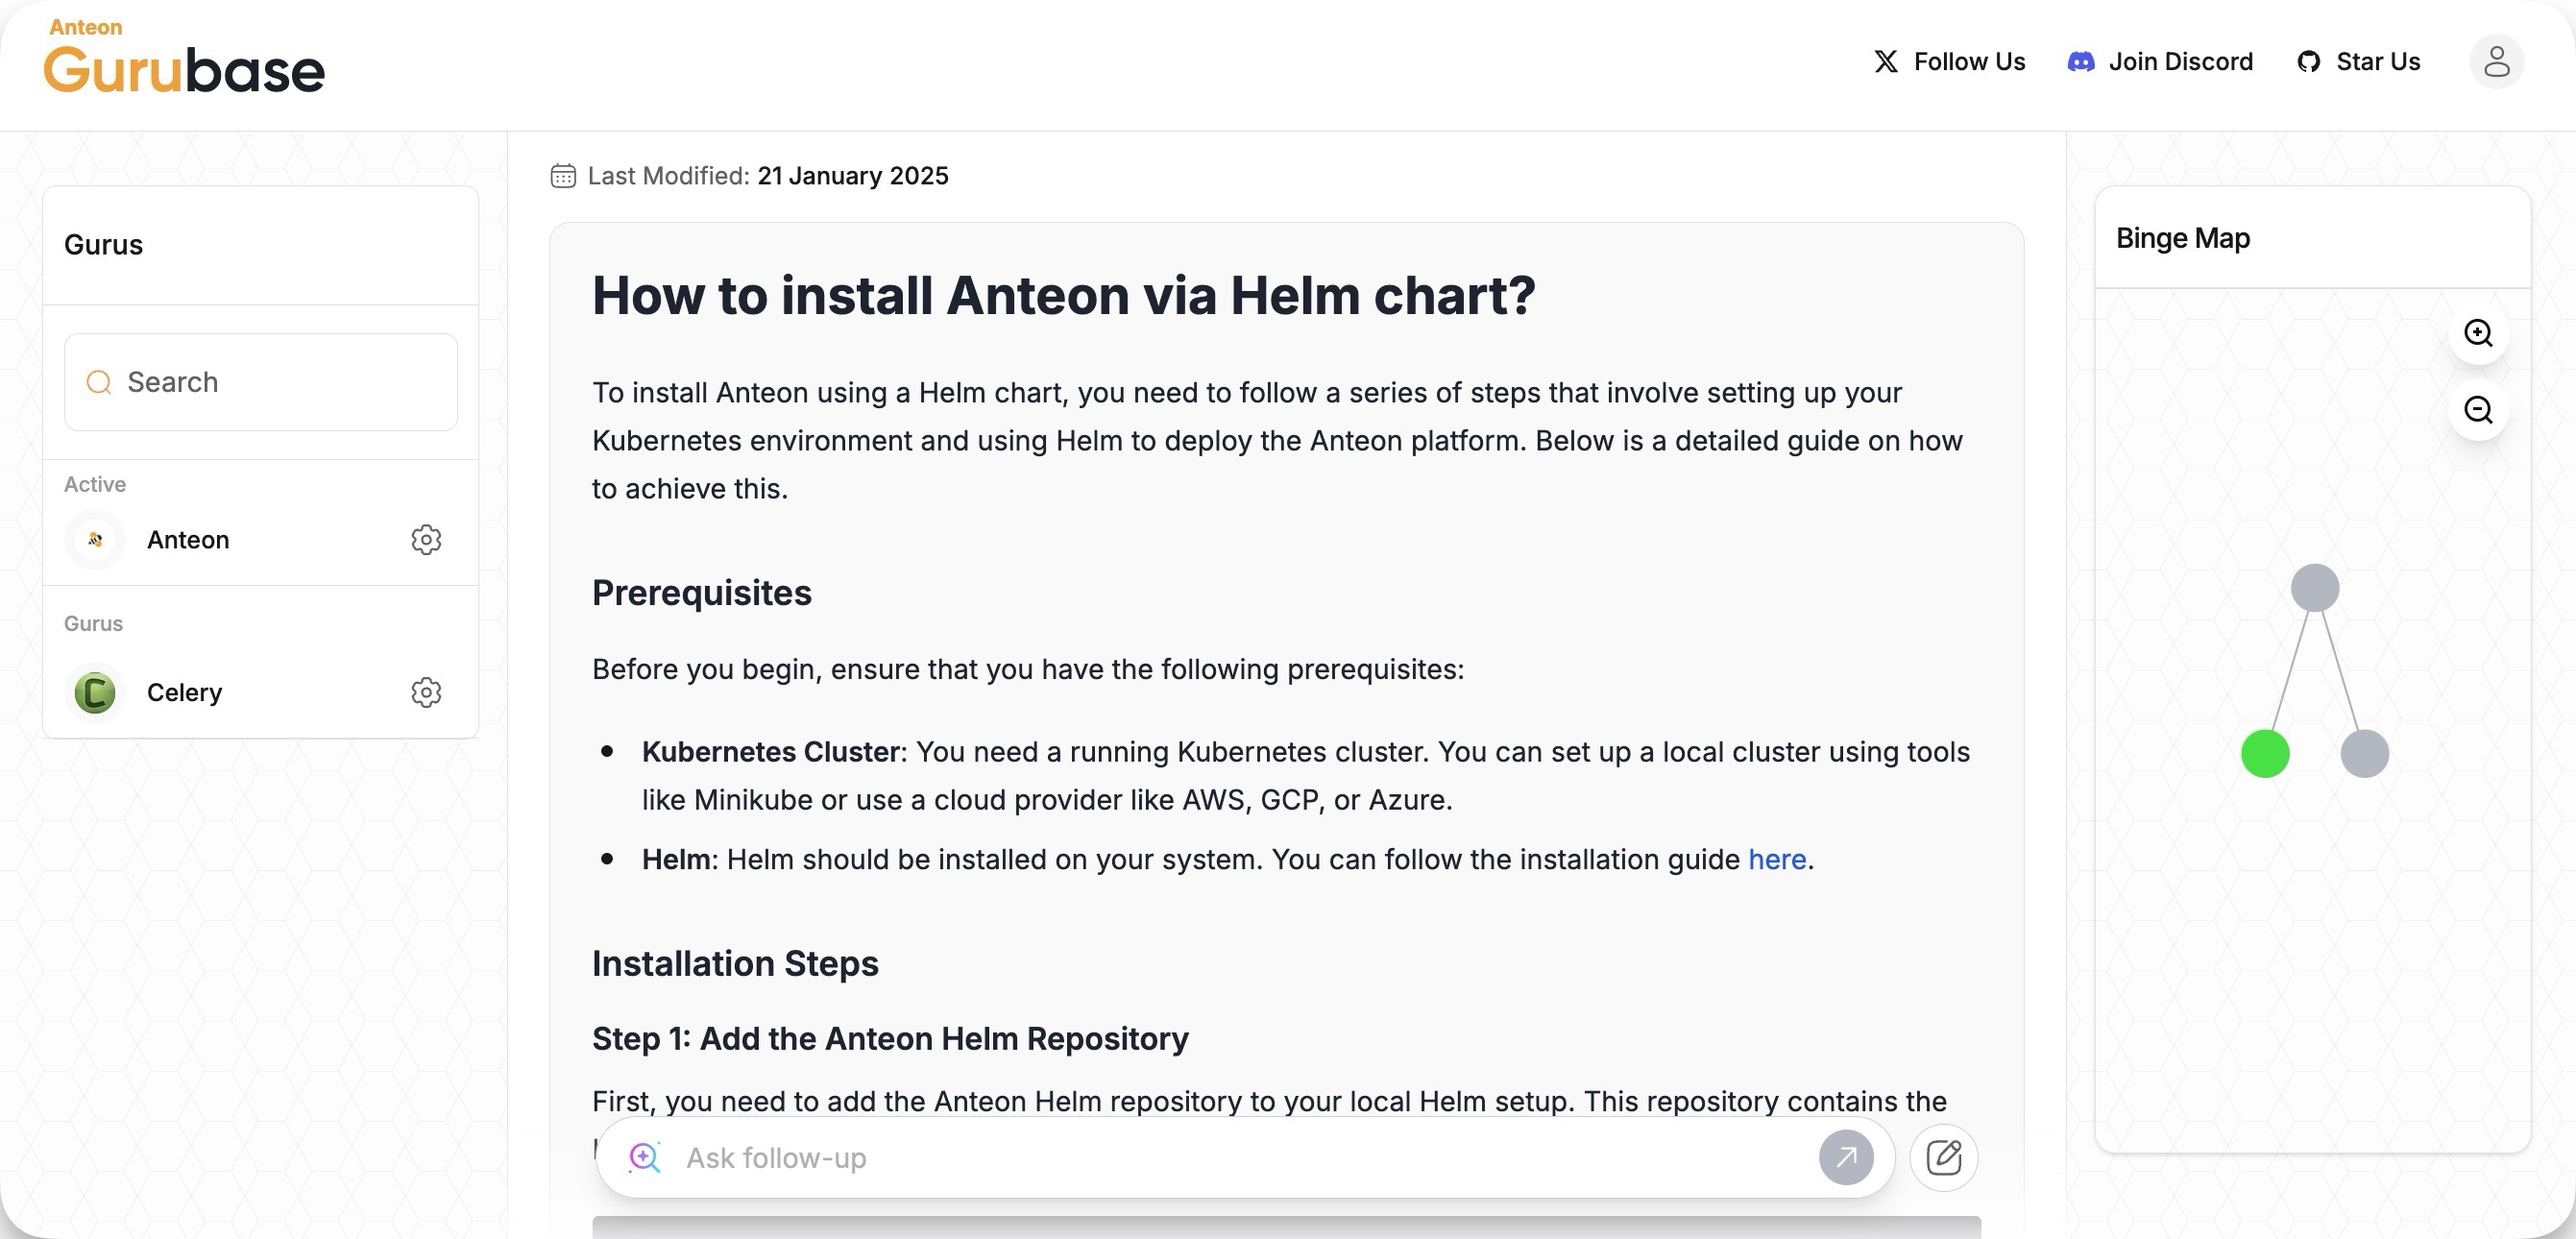 Anteon
Gurubase
Follow Us
Join Discord
Star Us
Last Modified: 21 January 2025
Gurus
Search
Active
Anteon
Gurus
Celery
How to install Anteon via Helm chart?
To install Anteon using a Helm chart, you need to follow a series of steps that involve setting up your
Kubernetes environment and using Helm to deploy the Anteon platform. Below is a detailed guide on how
to achieve this.
Prerequisites
Before you begin, ensure that you have the following prerequisites:
• Kubernetes Cluster: You need a running Kubernetes cluster. You can set up a local cluster using tools
like Minikube or use a cloud provider like AWS, GCP, or Azure.
• Helm: Helm should be installed on your system. You can follow the installation guide here.
Installation Steps
Step 1: Add the Anteon Helm Repository
First, you need to add the Anteon Helm repository to your local Helm setup. This repository contains the
Ask follow-up
Binge Map